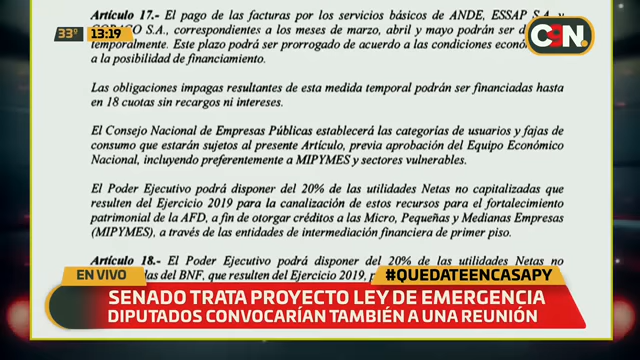 Artículo 17.- El pago de las facturas por los servicios básicos de ANDE, ESSAP S.A. y
S.A., correspondientes a los meses de marzo, abril y mayo podrán ser
temporalmente. Este plazo podrá ser prorrogado de acuerdo a las condiciones
a la posibilidad de financiamiento.
Las obligaciones impagas resultantes de esta medida temporal podrán ser financiadas hasta
en 18 cuotas sin recargos ni intereses.
El Consejo Nacional de Empresas Públicas establecerá las categorías de usuarios y fajas de
consumo que estarán sujetos al presente Artículo, previa aprobación del Equipo Económico
Nacional, incluyendo preferentemente a MIPYMES y sectores vulnerables.
El Poder Ejecutivo podrá disponer del 20% de las utilidades Netas no capitalizadas que
resulten del Ejercicio 2019 para la canalización de estos recursos para el fortalecimiento
patrimonial de la AFD, a fin de otorgar créditos a las Micro, Pequeñas y Medianas Empresas
(MIPYMES), a través de las entidades de intermediación financiera de primer piso.
Artículo 18.- El Poder Ejecutivo podrá disponer del 20% de las utilidades Netas no
del BNF, que resulten del Ejercicio 2019,
33° 13:19
C9N.
EN VIVO
#QUEDATEENCASAPY
SENADO TRATA PROYECTO LEY DE EMERGENCIA
DIPUTADOS CONVOCARÍAN TAMBIÉN A UNA REUNIÓN